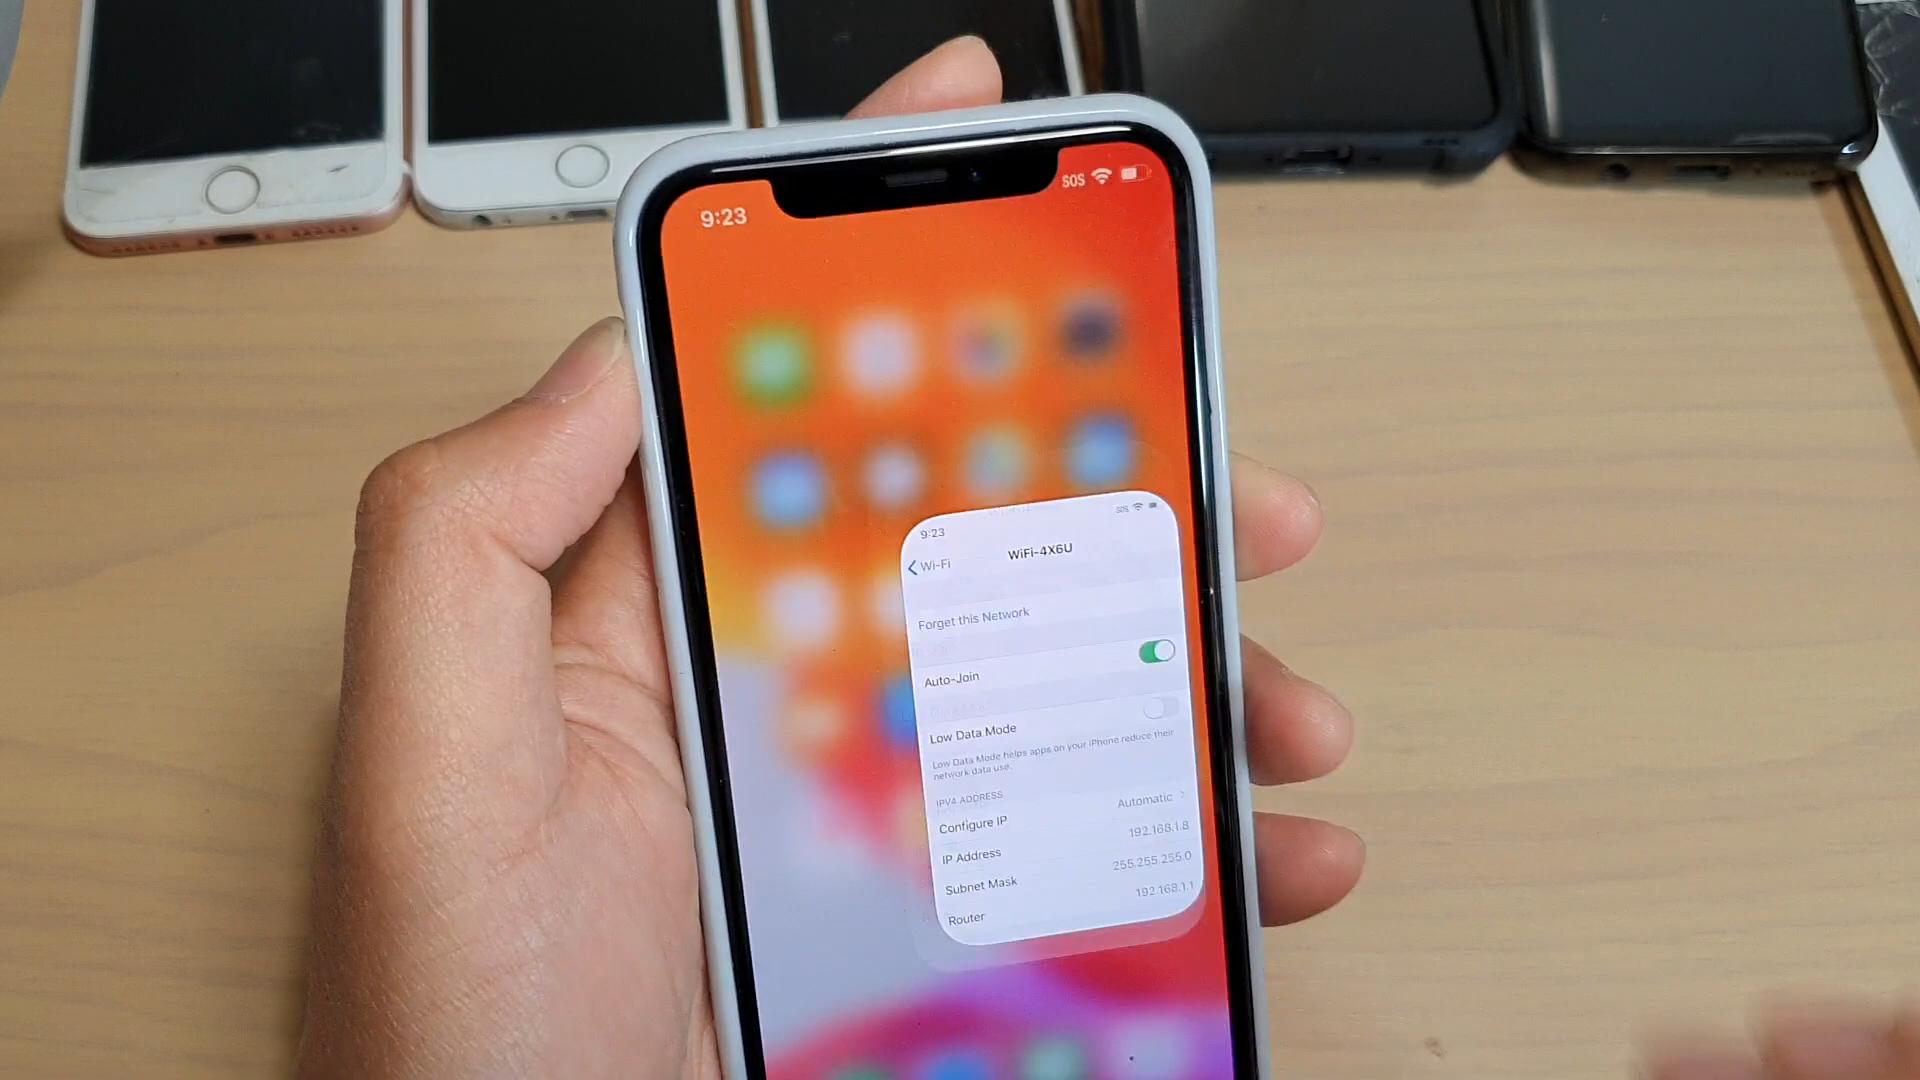 9:23
SOS
9:23
SOS
Wi-Fi
WiFi-4X6U
Forget this Network
Auto-Join
Low Data Mode
Low Data Mode helps apps on your iPhone reduce their
network data use.
IPV4 ADDRESS
Configure IP Automatic
IP Address 192.168.1.8
Subnet Mask 255.255.255.0
Router 192.168.1.1